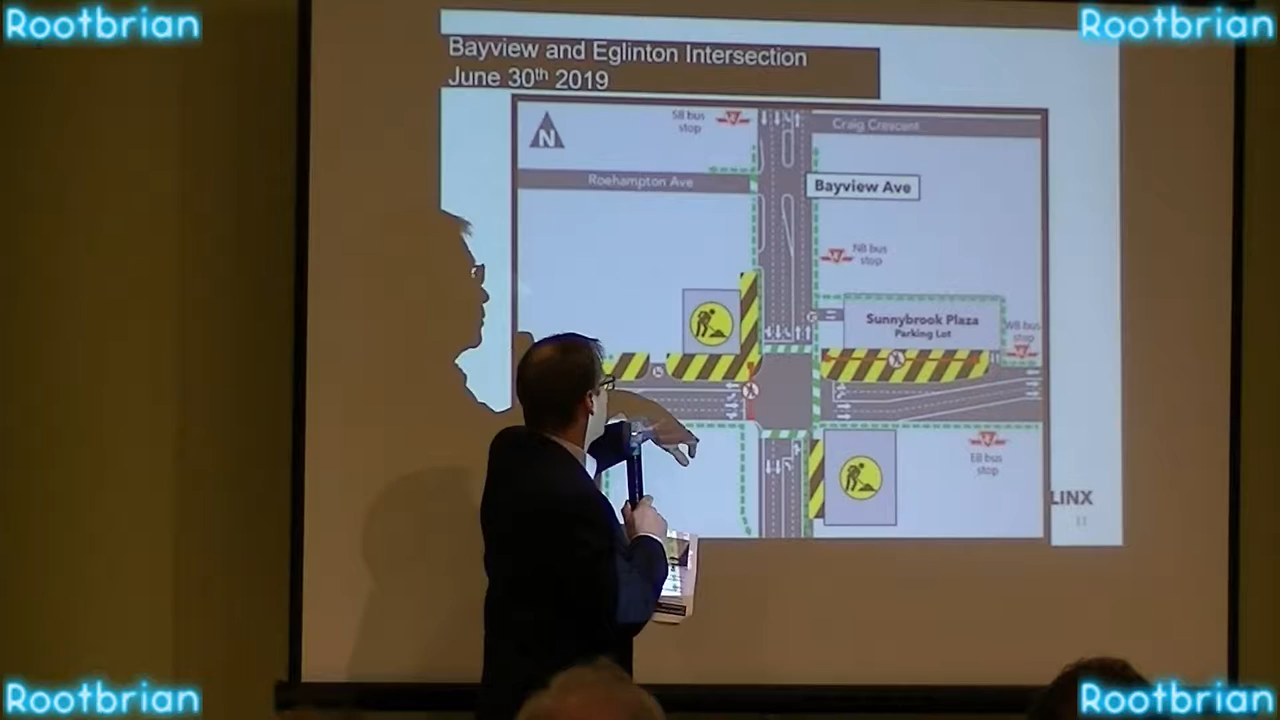 Rootbrian
Rootbrian
Bayview and Eglinton Intersection
June 30th 2019
SB bus
stop
Craig Crescent
N
Roehampton Ave
Bayview Ave
NB bus
stop
Sunnybrook Plaza
Parking Lot
WB bus
stop
EB bus
stop
LINX
11
Rootbrian
Rootbrian